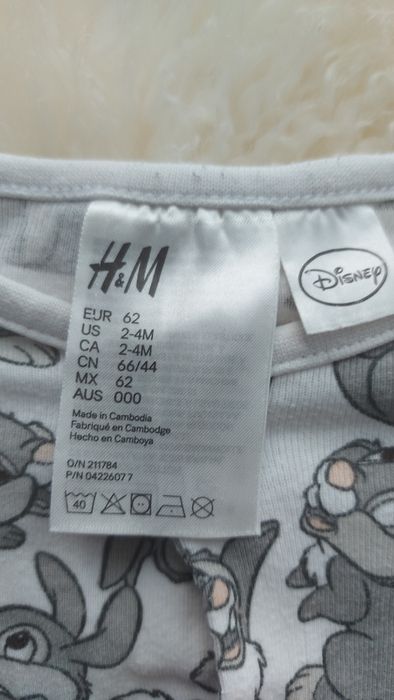 H&M
Disney
EUR 62
US 2-4M
CA 2-4M
CN 66/44
MX 62
AUS 000
Made in Cambodia
Fabriqué en Cambodge
Hecho en Camboya
O/N 211784
P/N 04226077
40